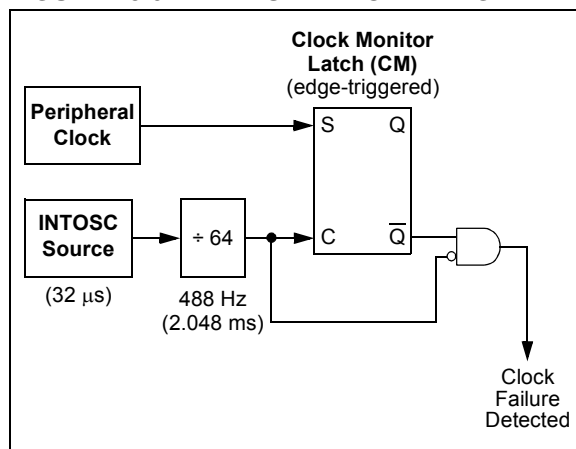 Clock Monitor
Latch (CM)
(edge-triggered)
Peripheral
Clock
S
Q
INTOSC
Source
÷ 64
C
Q̅
(32 μs)
488 Hz
(2.048 ms)
Clock
Failure
Detected